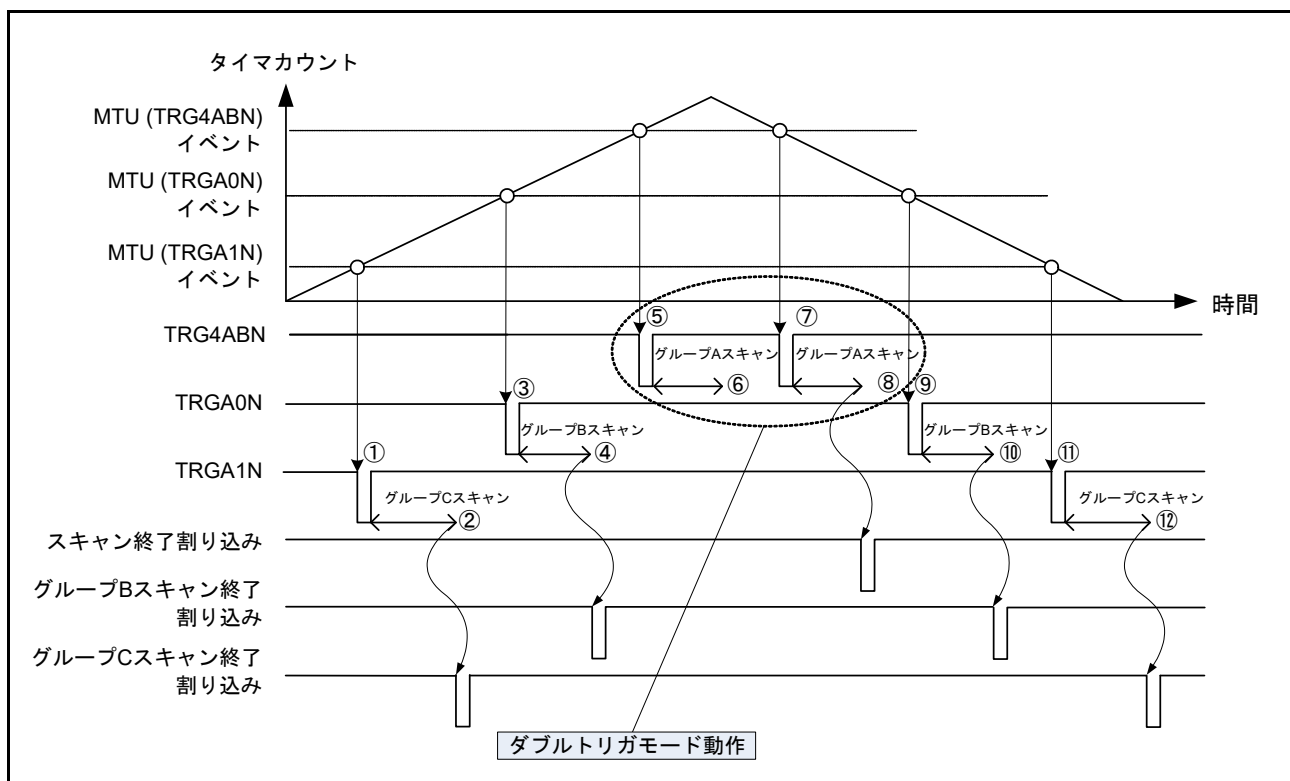 タイマカウント
MTU (TRG4ABN)
イベント
MTU (TRGA0N)
イベント
MTU (TRGA1N)
イベント
時間
TRG4ABN
⑤
⑦
グループAスキャン
グループAスキャン
⑥
⑧
⑨
TRGA0N
③
グループBスキャン
グループBスキャン
④
⑩
TRGA1N
①
⑪
グループCスキャン
グループCスキャン
②
⑫
スキャン終了割り込み
グループBスキャン終了
割り込み
グループCスキャン終了
割り込み
ダブルトリガモード動作